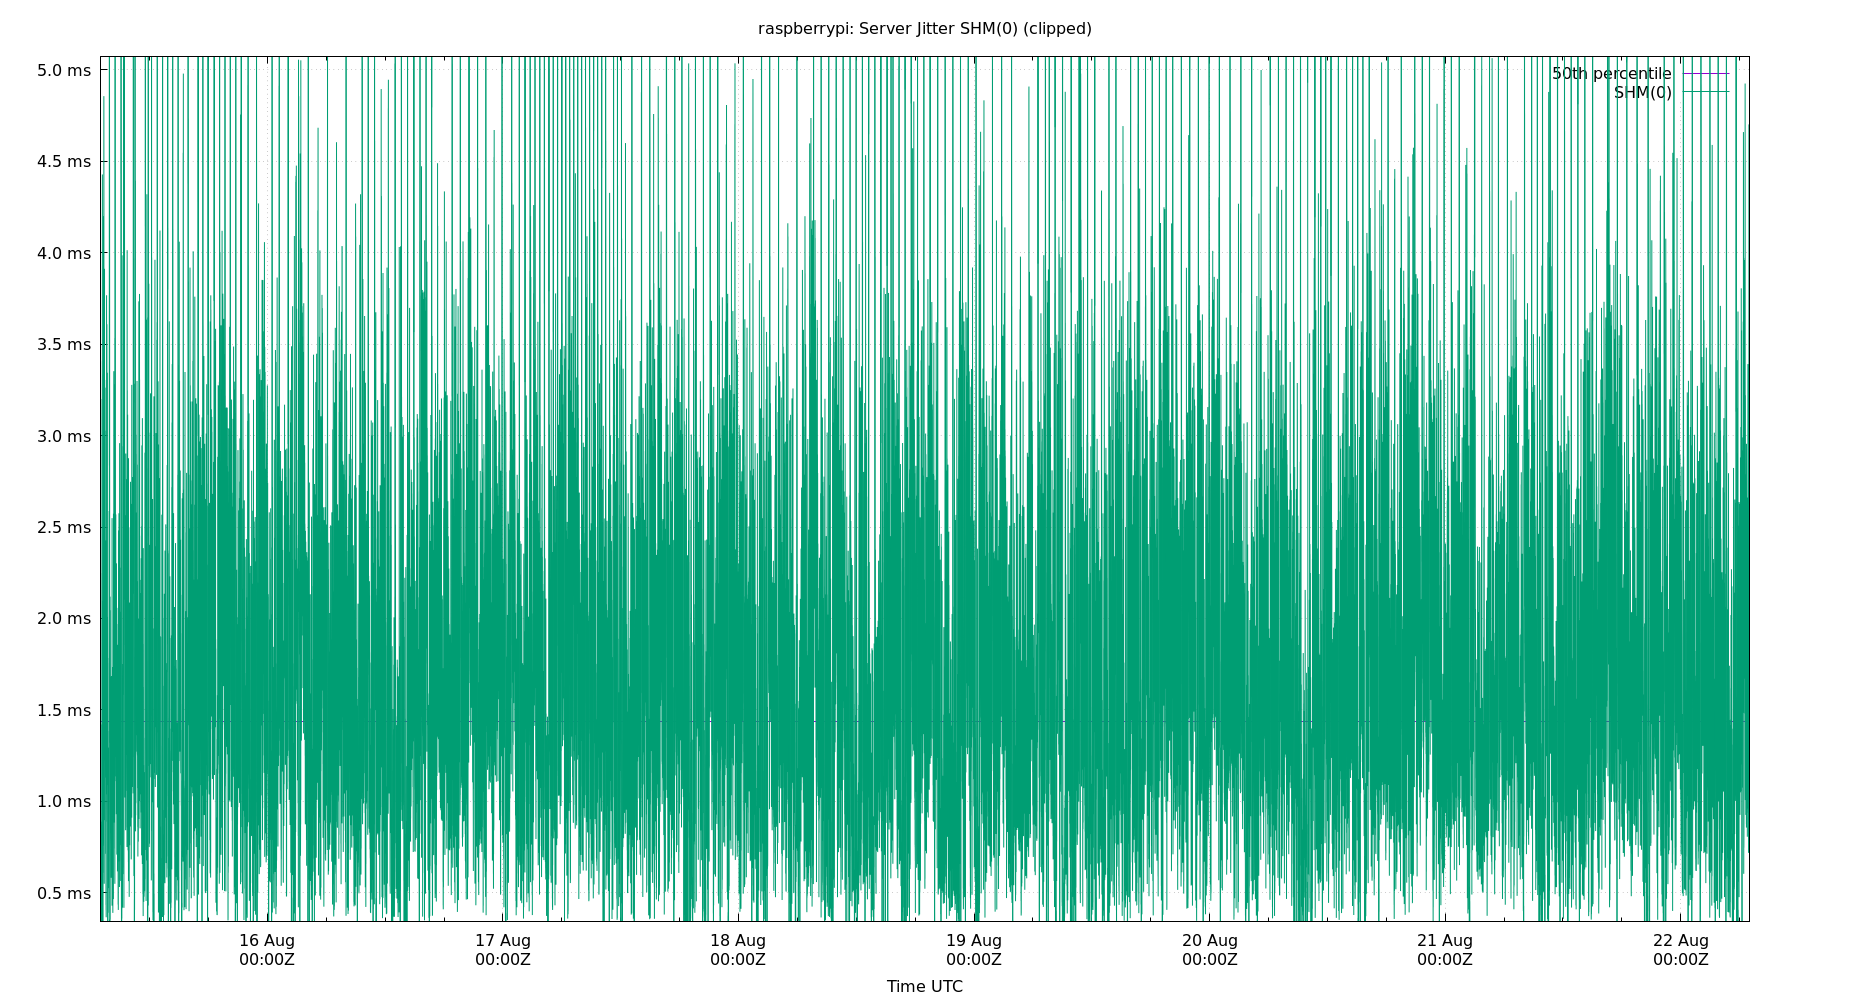 raspberrypi: Server Jitter SHM(0) (clipped)
5.0 ms
4.5 ms
4.0 ms
3.5 ms
3.0 ms
2.5 ms
2.0 ms
1.5 ms
1.0 ms
0.5 ms
50th percentile
SHM(0)
16 Aug
00:00Z
17 Aug
00:00Z
18 Aug
00:00Z
19 Aug
00:00Z
20 Aug
00:00Z
21 Aug
00:00Z
22 Aug
00:00Z
Time UTC